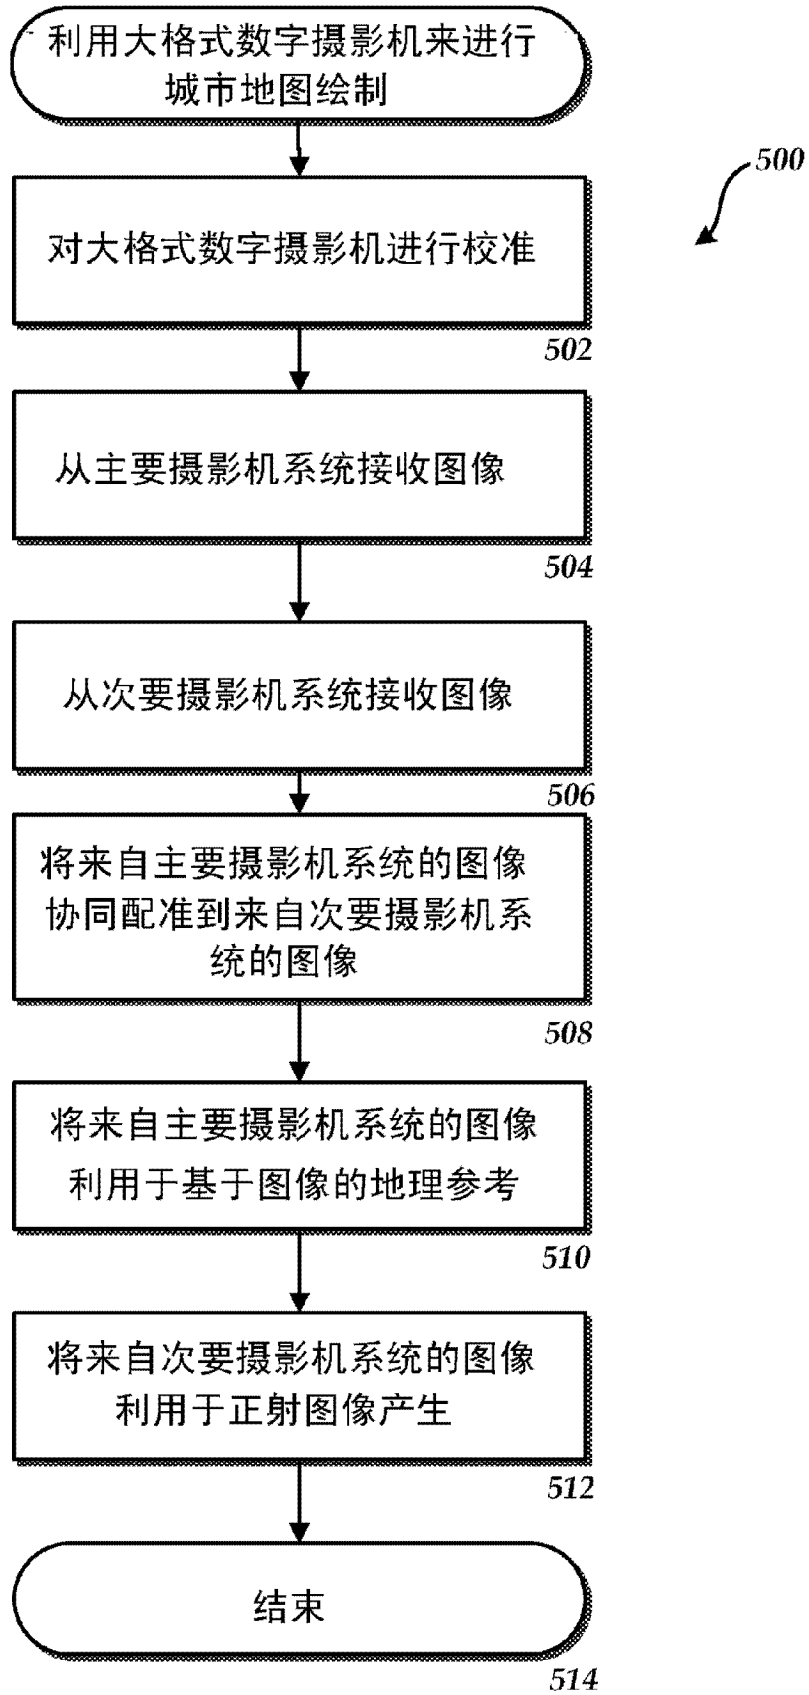 利用大格式数字摄影机来进行
城市地图绘制
500
对大格式数字摄影机进行校准
502
从主要摄影机系统接收图像
504
从次要摄影机系统接收图像
506
将来自主要摄影机系统的图像
协同配准到来自次要摄影机系
统的图像
508
将来自主要摄影机系统的图像
利用于基于图像的地理参考
510
将来自次要摄影机系统的图像
利用于正射图像产生
512
结束
514